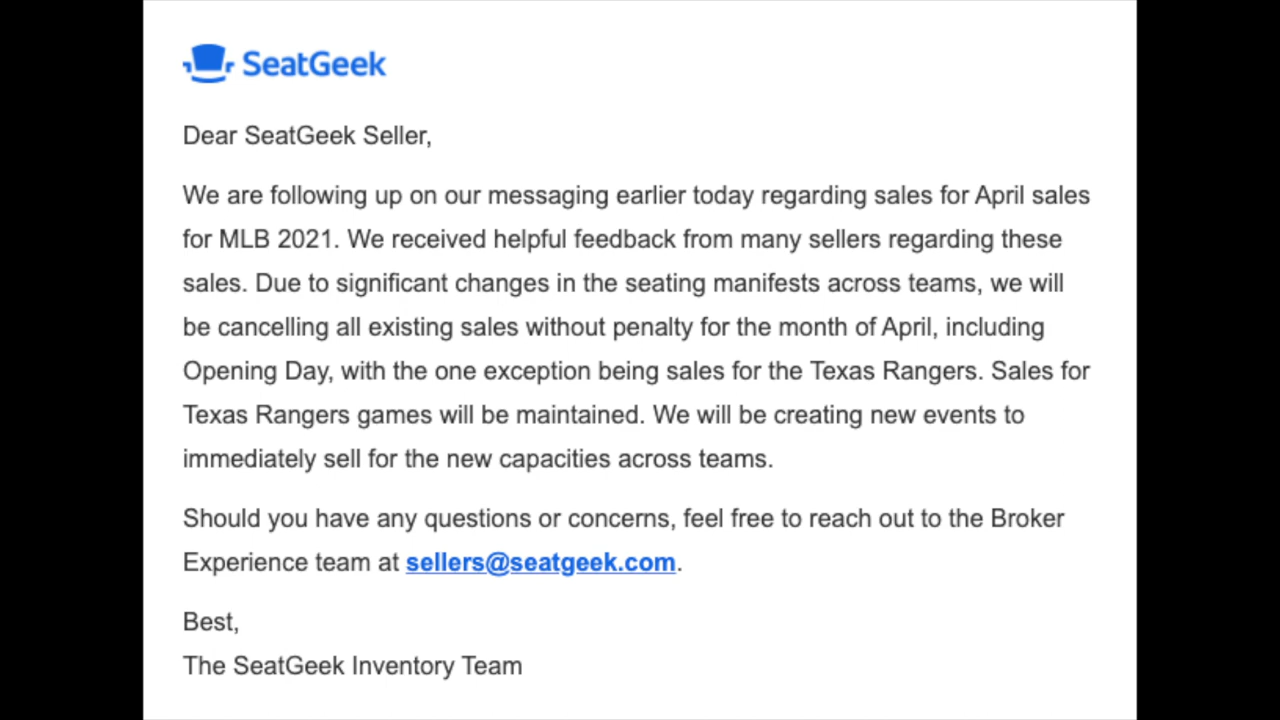 SeatGeek
Dear SeatGeek Seller,
We are following up on our messaging earlier today regarding sales for April sales
for MLB 2021. We received helpful feedback from many sellers regarding these
sales. Due to significant changes in the seating manifests across teams, we will
be cancelling all existing sales without penalty for the month of April, including
Opening Day, with the one exception being sales for the Texas Rangers. Sales for
Texas Rangers games will be maintained. We will be creating new events to
immediately sell for the new capacities across teams.
Should you have any questions or concerns, feel free to reach out to the Broker
Experience team at sellers@seatgeek.com.
Best,
The SeatGeek Inventory Team